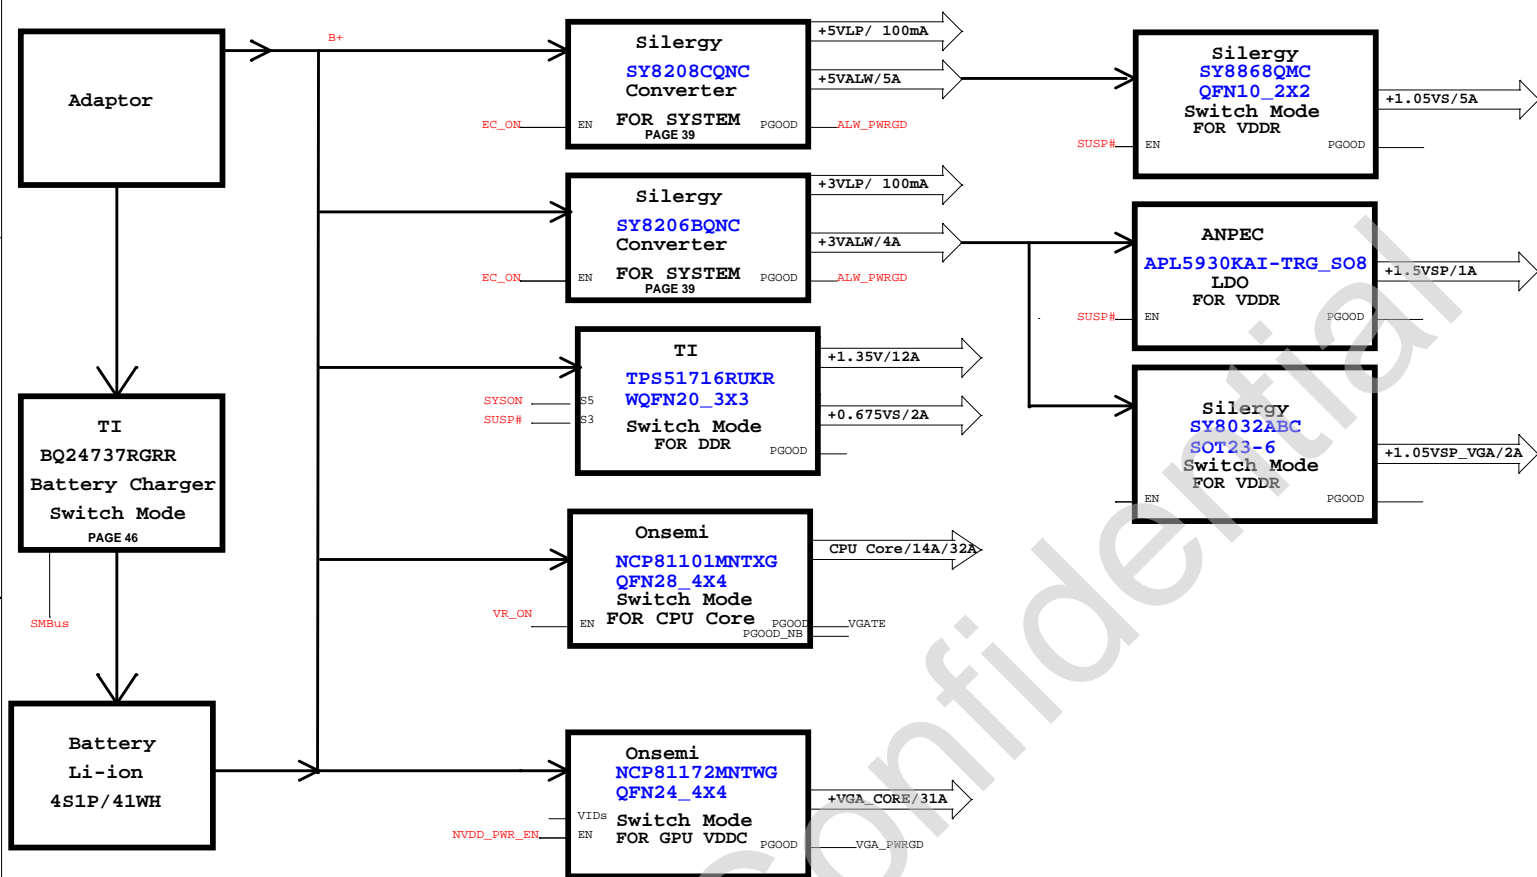 B+
Adaptor
TI
BQ24737RGRR
Battery Charger
Switch Mode
PAGE 46
SMBus
Battery
Li-ion
4S1P/41WH
Silergy
SY8208CQNC
Converter
FOR SYSTEM
PAGE 39
EC_ON
EN
PGOOD
ALW_PWRGD
+5VLP/ 100mA
+5VALW/5A
Silergy
SY8206BQNC
Converter
FOR SYSTEM
PAGE 39
EC_ON
EN
PGOOD
ALW_PWRGD
+3VLP/ 100mA
+3VALW/4A
TI
TPS51716RUKR
WQFN20_3X3
Switch Mode
FOR DDR
SYSON
S5
SUSP#
S3
PGOOD
+1.35V/12A
+0.675VS/2A
Onsemi
NCP81101MNTXG
QFN28_4X4
Switch Mode
FOR CPU Core
VR_ON
EN
PGOOD
VGATE
PGOOD_NB
CPU Core/14A/32A
Onsemi
NCP81172MNTWG
QFN24_4X4
Switch Mode
FOR GPU VDDC
VIDs
NVDD_PWR_EN
EN
PGOOD
VGA_PWRGD
+VGA_CORE/31A
Silergy
SY8868QMC
QFN10_2X2
Switch Mode
FOR VDDR
SUSP#
EN
PGOOD
+1.05VS/5A
ANPEC
APL5930KAI-TRG_SO8
LDO
FOR VDDR
SUSP#
EN
PGOOD
+1.5VSP/1A
Silergy
SY8032ABC
SOT23-6
Switch Mode
FOR VDDR
EN
PGOOD
+1.05VSP_VGA/2A
Confidential